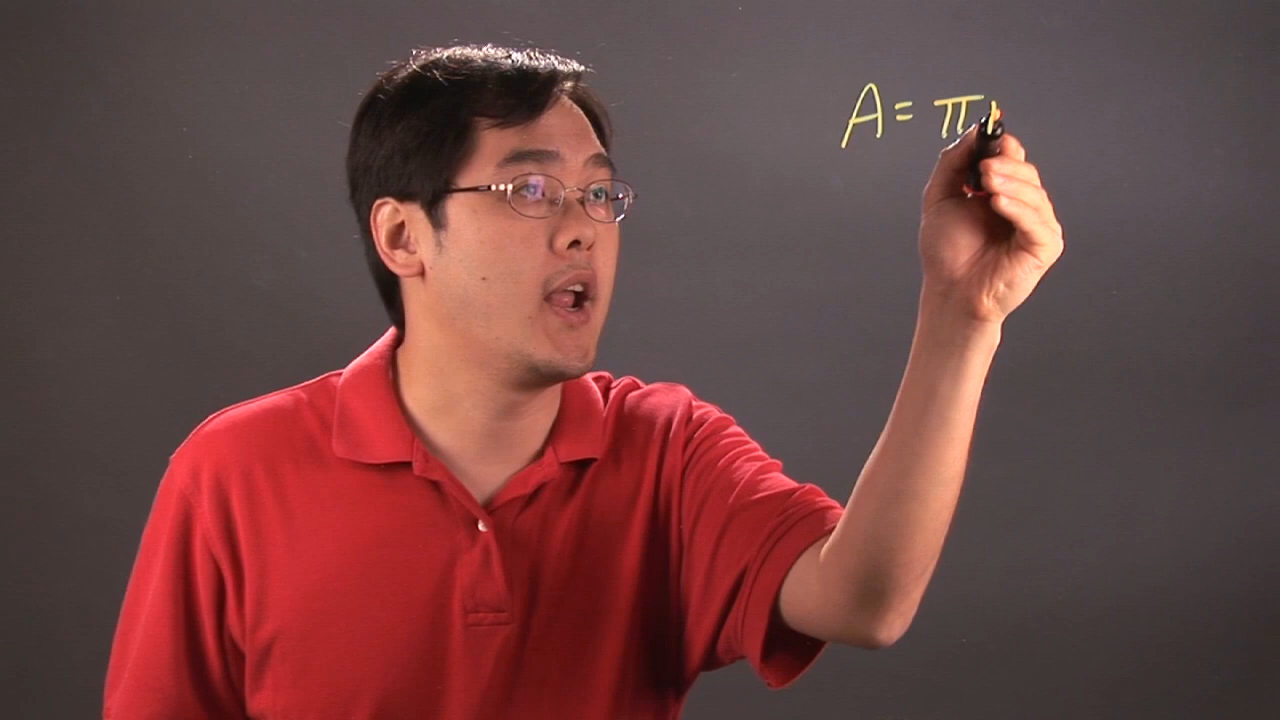 A = π